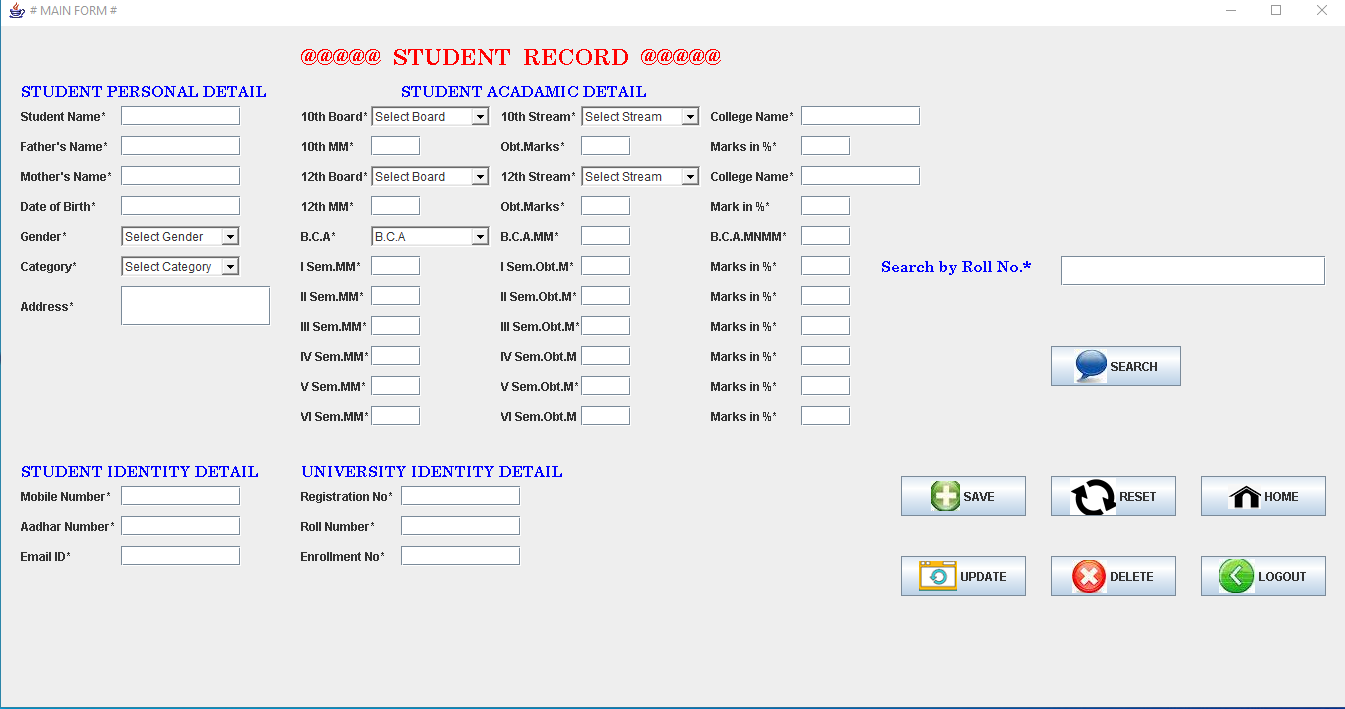 # MAIN FORM #
@@@@@ STUDENT RECORD @@@@@
STUDENT PERSONAL DETAIL STUDENT ACADAMIC DETAIL
Student Name* 10th Board* Select Board 10th Stream* Select Stream College Name*
Father's Name* 10th MM* Obt.Marks* Marks in %*
Mother's Name* 12th Board* Select Board 12th Stream* Select Stream College Name*
Date of Birth* 12th MM* Obt.Marks* Mark in %*
Gender* Select Gender B.C.A* B.C.A B.C.A.MM* B.C.A.MNMM*
Category* Select Category I Sem.MM* I Sem.Obt.M* Marks in %* Search by Roll No.*
II Sem.MM* II Sem.Obt.M* Marks in %*
Address*
III Sem.MM* III Sem.Obt.M* Marks in %*
IV Sem.MM* IV Sem.Obt.M Marks in %*
SEARCH
V Sem.MM* V Sem.Obt.M* Marks in %*
VI Sem.MM* VI Sem.Obt.M Marks in %*
STUDENT IDENTITY DETAIL UNIVERSITY IDENTITY DETAIL
Mobile Number* Registration No* SAVE RESET HOME
Aadhar Number* Roll Number*
Email ID* Enrollment No*
UPDATE DELETE LOGOUT